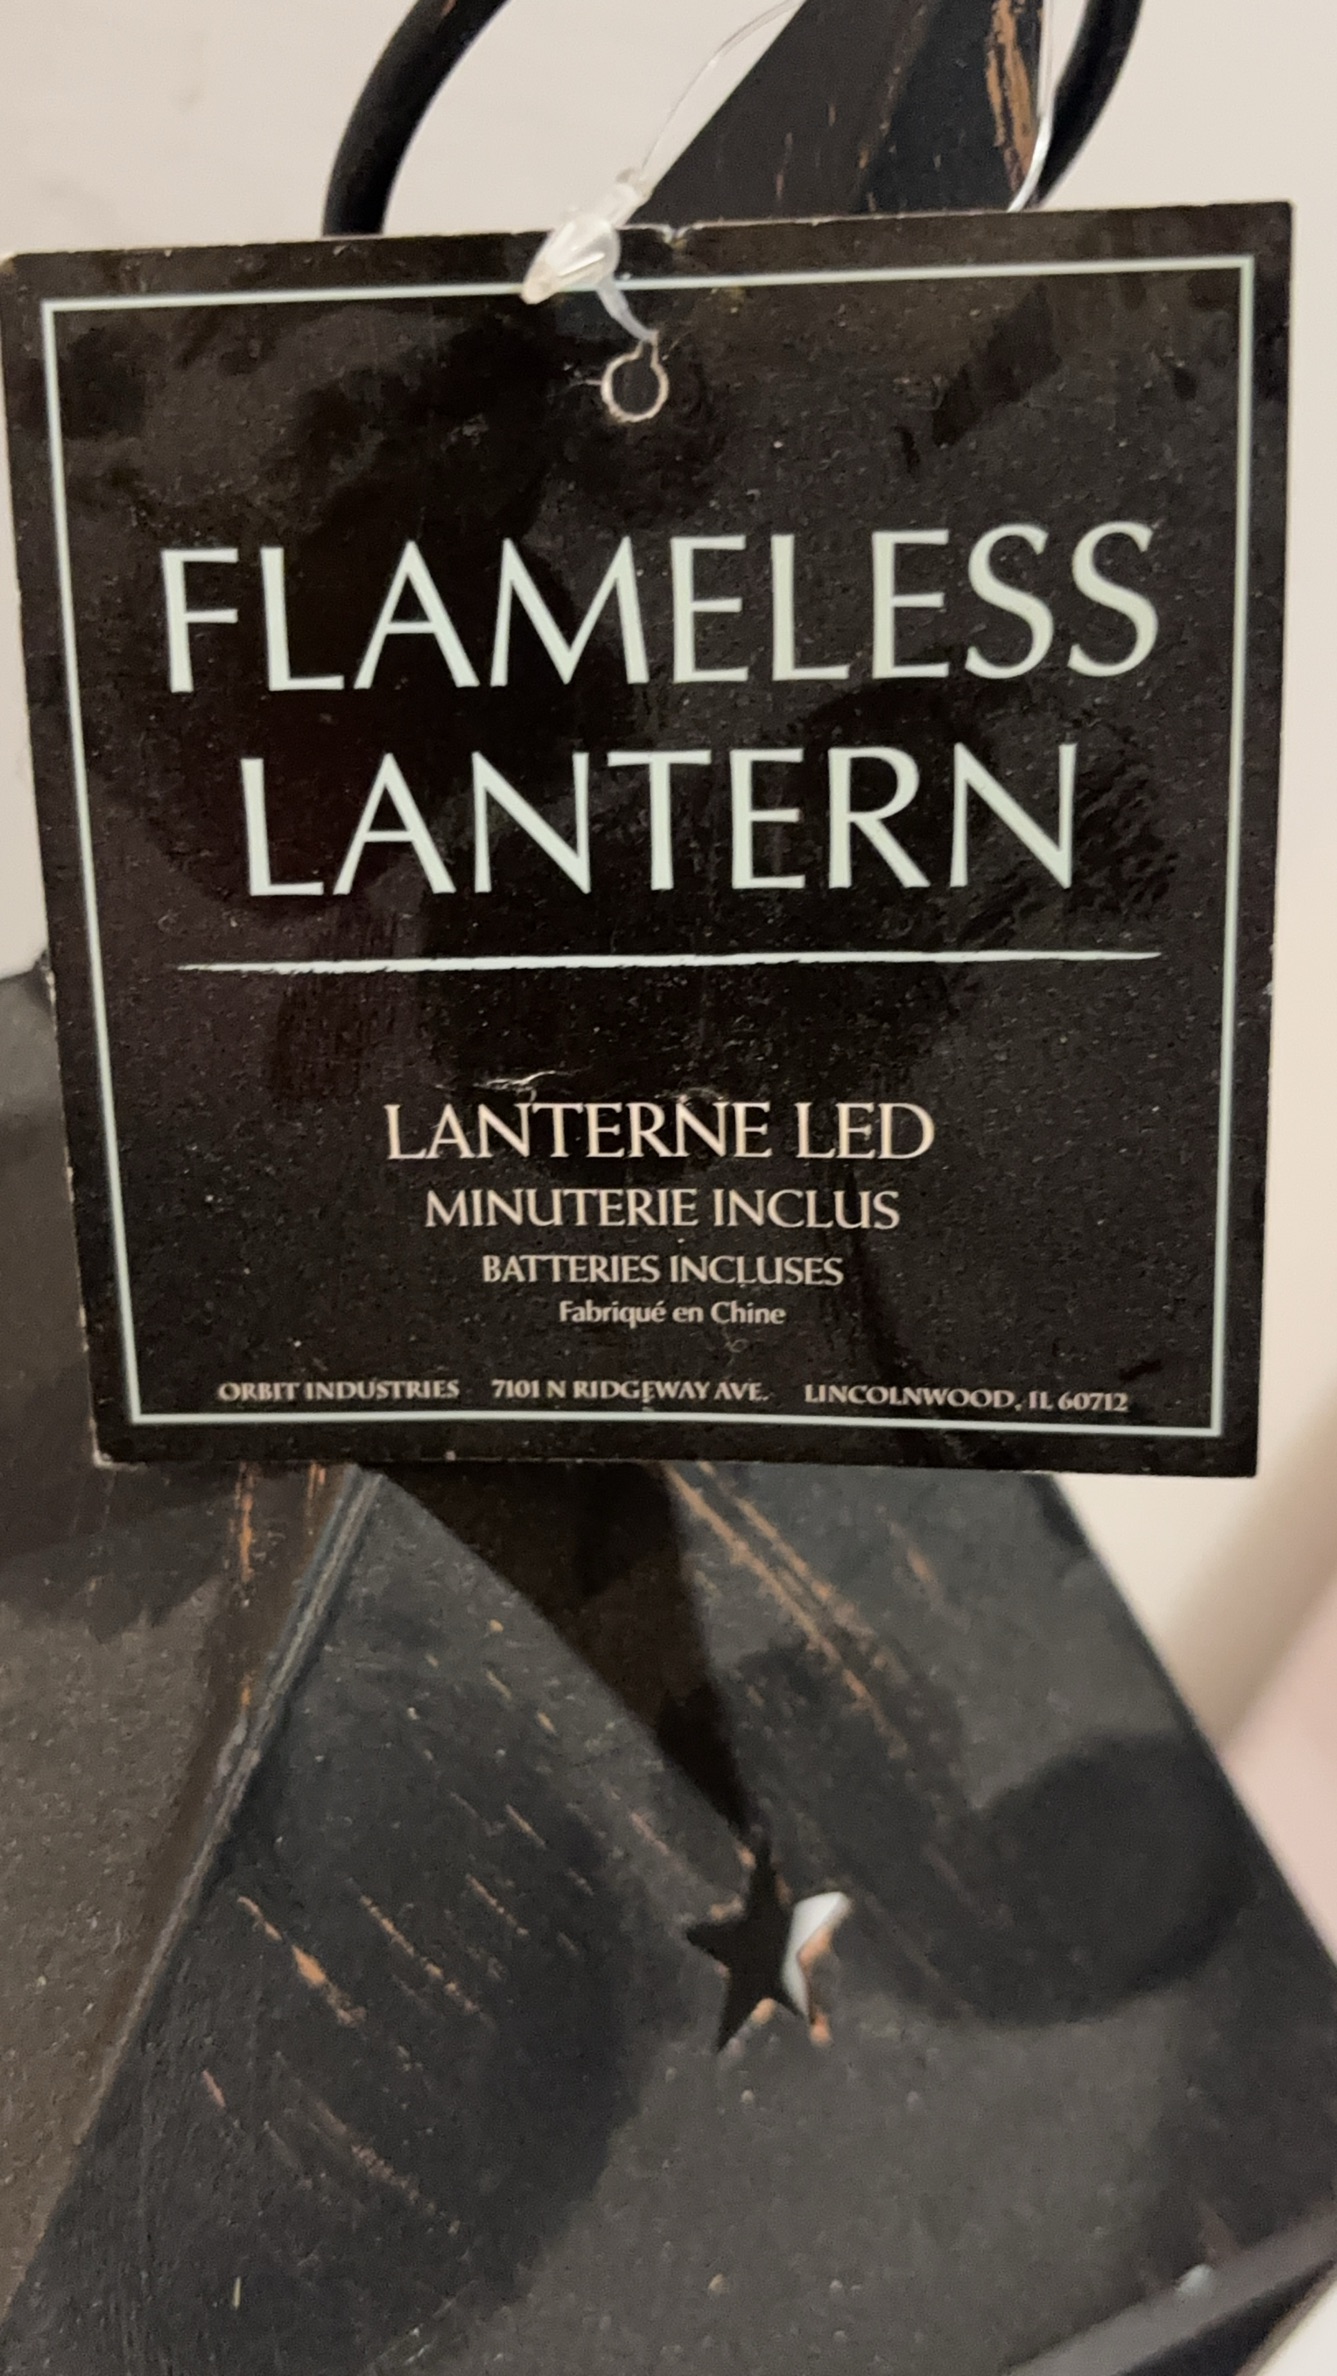 FLAMELESS
LANTERN
LANTERNE LED
MINUTERIE INCLUS
BATTERIES INCLUSES
Fabriqué en Chine
ORBIT INDUSTRIES 7101 N RIDGEWAY AVE. LINCOLNWOOD, IL 60712